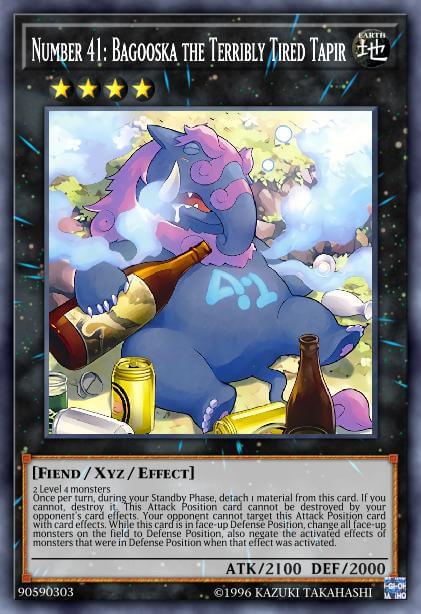 NUMBER 41: BAGOOSKA THE TERRIBLY TIRED TAPIR
EARTH
地
41
[FIEND / XYZ / EFFECT]
2 Level 4 monsters
Once per turn, during your Standby Phase, detach 1 material from this card. If you
cannot, destroy it. This Attack Position card cannot be destroyed by your
opponent's card effects. Your opponent cannot target this Attack Position card
with card effects. While this card is in face-up Defense Position, change all face-up
monsters on the field to Defense Position, also negate the activated effects of
monsters that were in Defense Position when that effect was activated.
ATK/2100 DEF/2000
90590303
©1996 KAZUKI TAKAHASHI